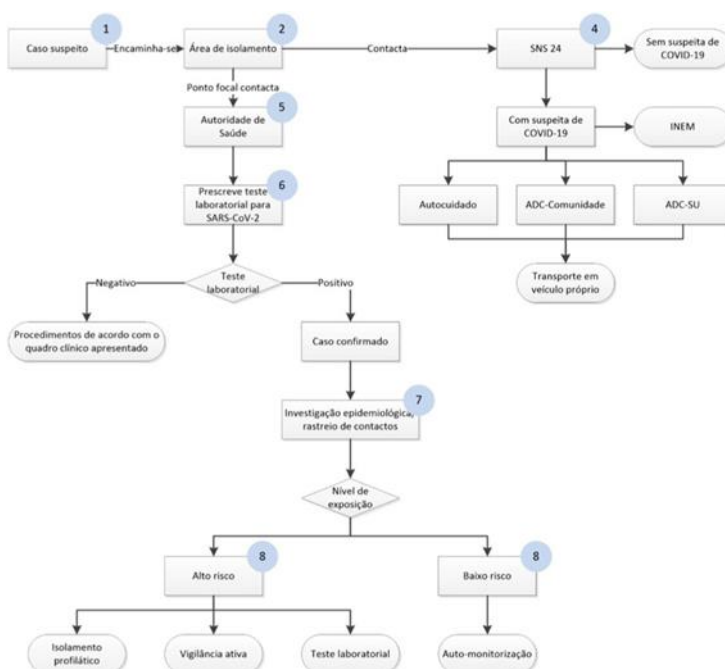 1
2
4
Caso suspeito
Encaminha-se
Área de isolamento
Contacta
SNS 24
Sem suspeita de
COVID-19
Ponto focal contacta
5
Autoridade de
Saúde
Com suspeita de
COVID-19
INEM
6
Prescreve teste
laboratorial para
SARS-CoV-2
Autocuidado
ADC-Comunidade
ADC-SU
Negativo
Teste
laboratorial
Positivo
Transporte em
veículo próprio
Procedimentos de acordo com o
quadro clínico apresentado
Caso confirmado
7
Investigação epidemiológica,
rastreio de contactos
Nível de
exposição
8
Alto risco
8
Baixo risco
Isolamento
profilático
Vigilância ativa
Teste laboratorial
Auto-monitorização